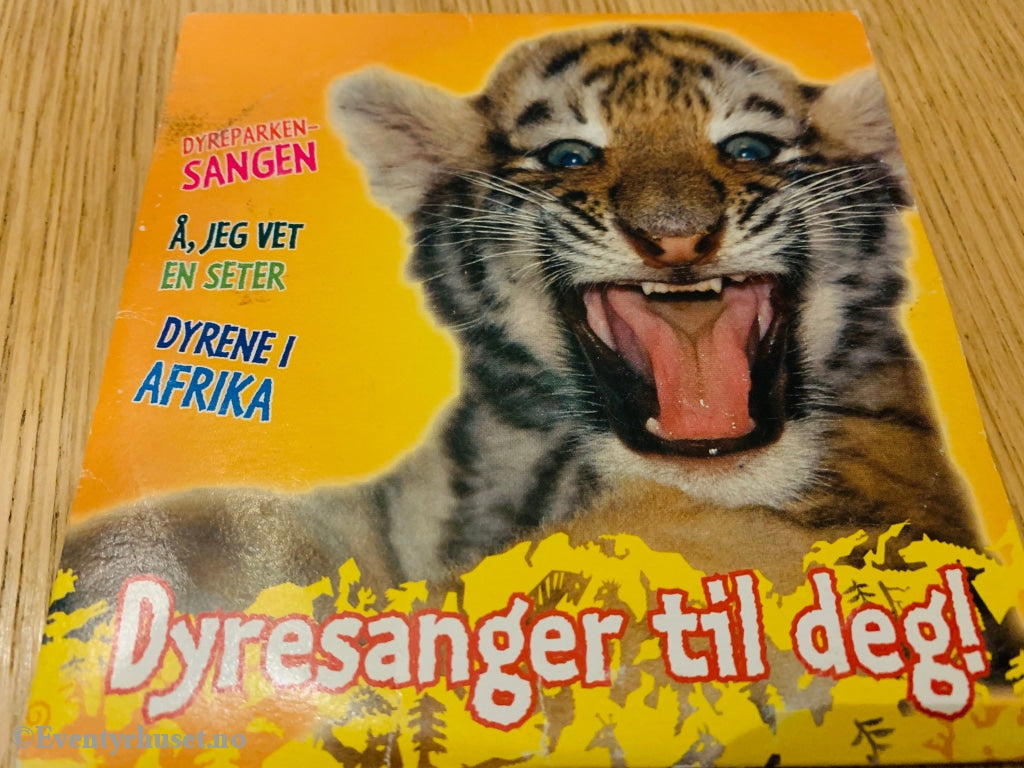 DYREPARKEN-
SANGEN
Å, JEG VET
EN SETER
DYRENE I
AFRIKA
Dyresanger til deg!
©Eventyrhuset.no